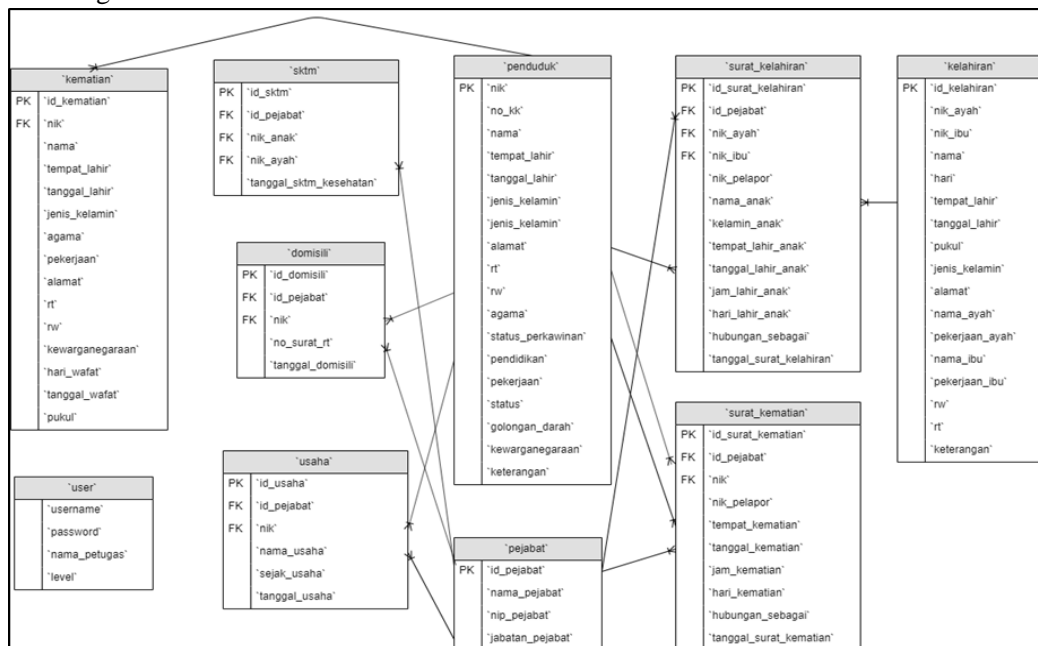 `kematian`
PK `id_kematian`
FK `nik`
`nama`
`tempat_lahir`
`tanggal_lahir`
`jenis_kelamin`
`agama`
`pekerjaan`
`alamat`
`rt`
`rw`
`kewarganegaraan`
`hari_wafat`
`tanggal_wafat`
`pukul`
`user`
`username`
`password`
`nama_petugas`
`level`
`sktm`
PK `id_sktm`
FK `id_pejabat`
FK `nik_anak`
FK `nik_ayah`
`tanggal_sktm_kesehatan`
`domisili`
PK `id_domisili`
FK `id_pejabat`
FK `nik`
`no_surat_rt`
`tanggal_domisili`
`usaha`
PK `id_usaha`
FK `id_pejabat`
FK `nik`
`nama_usaha`
`sejak_usaha`
`tanggal_usaha`
`penduduk`
PK `nik`
`no_kk`
`nama`
`tempat_lahir`
`tanggal_lahir`
`jenis_kelamin`
`jenis_kelamin`
`alamat`
`rt`
`rw`
`agama`
`status_perkawinan`
`pendidikan`
`pekerjaan`
`status`
`golongan_darah`
`kewarganegaraan`
`keterangan`
`pejabat`
PK `id_pejabat`
`nama_pejabat`
`nip_pejabat`
`jabatan_pejabat`
`surat_kelahiran`
PK `id_surat_kelahiran`
FK `id_pejabat`
FK `nik_ayah`
FK `nik_ibu`
`nik_pelapor`
`nama_anak`
`kelamin_anak`
`tempat_lahir_anak`
`tanggal_lahir_anak`
`jam_lahir_anak`
`hari_lahir_anak`
`hubungan_sebagai`
`tanggal_surat_kelahiran`
`surat_kematian`
PK `id_surat_kematian`
FK `id_pejabat`
FK `nik`
`nik_pelapor`
`tempat_kematian`
`tanggal_kematian`
`jam_kematian`
`hari_kematian`
`hubungan_sebagai`
`tanggal_surat_kematian`
`kelahiran`
PK `id_kelahiran`
`nik_ayah`
`nik_ibu`
`nama`
`hari`
`tempat_lahir`
`tanggal_lahir`
`pukul`
`jenis_kelamin`
`alamat`
`nama_ayah`
`pekerjaan_ayah`
`nama_ibu`
`pekerjaan_ibu`
`rw`
`rt`
`keterangan`